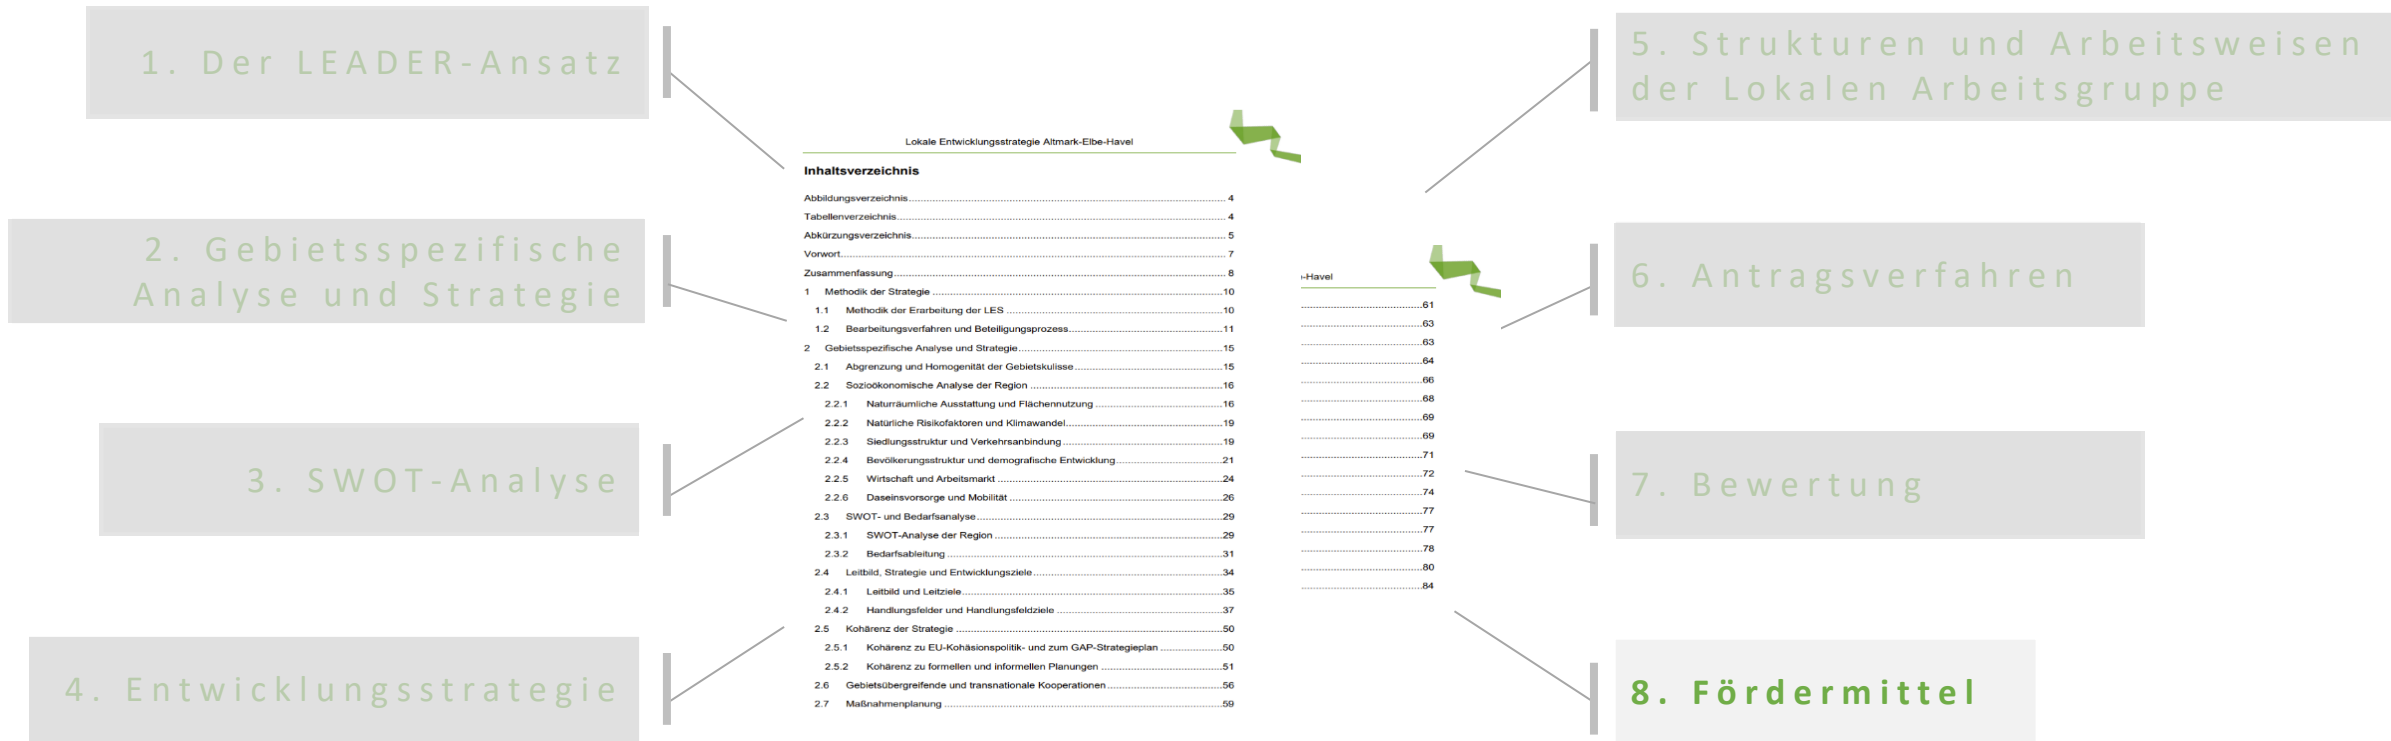 1. Der LEADER-Ansatz
2. Gebietsspezifische
Analyse und Strategie
3. SWOT-Analyse
4. Entwicklungsstrategie
Lokale Entwicklungsstrategie Altmark-Elbe-Havel
Inhaltsverzeichnis
Abbildungsverzeichnis 4
Tabellenverzeichnis 4
Abkürzungsverzeichnis 5
Vorwort 7
Zusammenfassung 8
1 Methodik der Strategie 10
1.1 Methodik der Erarbeitung der LES 10
1.2 Bearbeitungsverfahren und Beteiligungsprozess 11
2 Gebietsspezifische Analyse und Strategie 15
2.1 Abgrenzung und Homogenität der Gebietskulisse 15
2.2 Sozioökonomische Analyse der Region 16
2.2.1 Naturräumliche Ausstattung und Flächennutzung 16
2.2.2 Natürliche Risikofaktoren und Klimawandel 19
2.2.3 Siedlungsstruktur und Verkehrsanbindung 19
2.2.4 Bevölkerungsstruktur und demografische Entwicklung 21
2.2.5 Wirtschaft und Arbeitsmarkt 24
2.2.6 Daseinsvorsorge und Mobilität 26
2.3 SWOT- und Bedarfsanalyse 29
2.3.1 SWOT-Analyse der Region 29
2.3.2 Bedarfsableitung 31
2.4 Leitbild, Strategie und Entwicklungsziele 34
2.4.1 Leitbild und Leitziele 35
2.4.2 Handlungsfelder und Handlungsfeldziele 37
2.5 Kohärenz der Strategie 50
2.5.1 Kohärenz zu EU-Kohäsionspolitik- und zum GAP-Strategieplan 50
2.5.2 Kohärenz zu formellen und informellen Planungen 51
2.6 Gebietsübergreifende und transnationale Kooperationen 56
2.7 Maßnahmenplanung 59
-Havel
61
63
63
64
66
68
69
69
71
72
74
77
77
78
80
84
5. Strukturen und Arbeitsweisen
der Lokalen Arbeitsgruppe
6. Antragsverfahren
7. Bewertung
8. Fördermittel